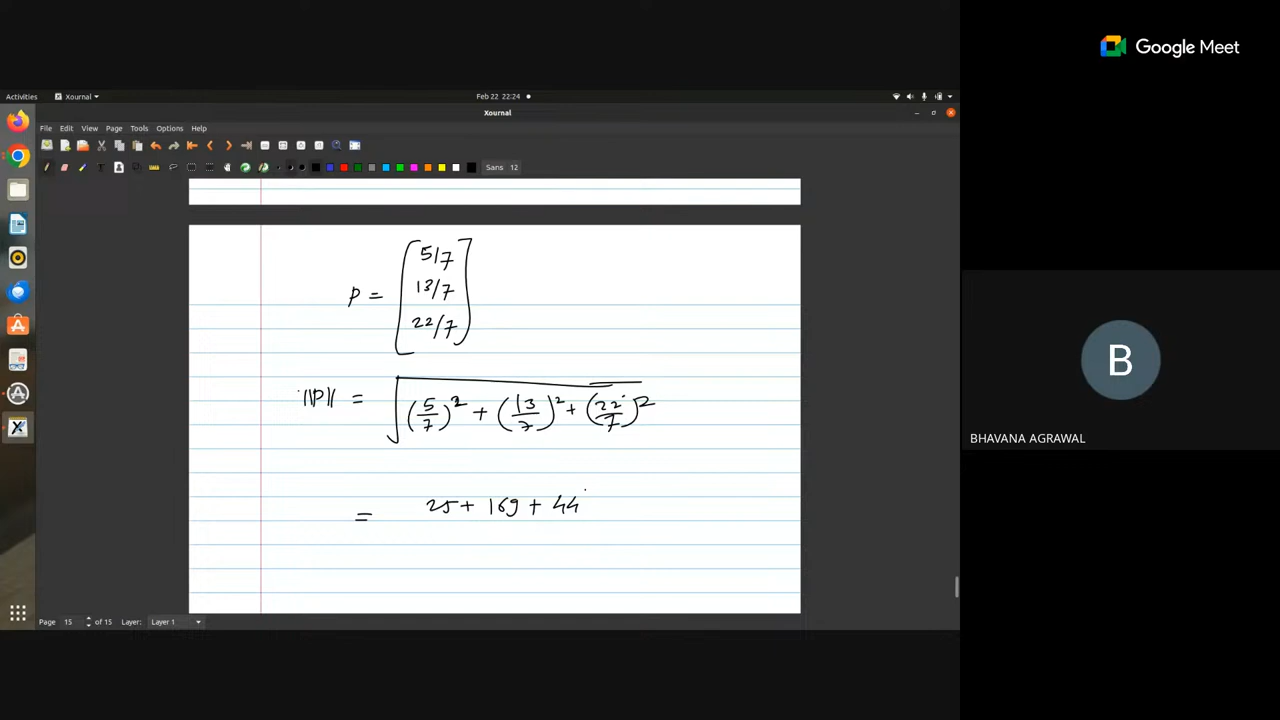 Google Meet
Activities Xournal Feb 22 22:24
Xournal
File Edit View Page Tools Options Help
Sans 12
P = [ 5/7
13/7
22/7 ]
||P|| = √ (5/7)² + (13/7)² + (22/7)²
= 25 + 169 + 44
B
BHAVANA AGRAWAL
Page 15 of 15 Layer: Layer 1